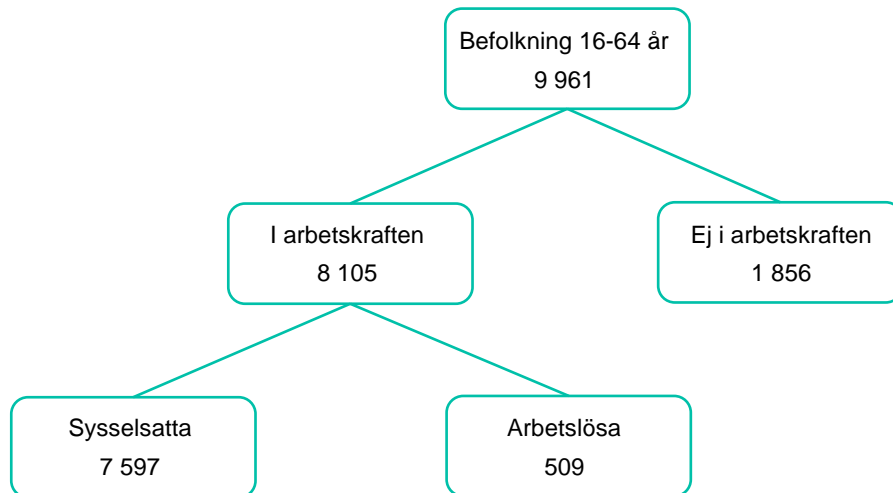 Befolkning 16-64 år
9 961
I arbetskraften
8 105
Ej i arbetskraften
1 856
Sysselsatta
7 597
Arbetslösa
509